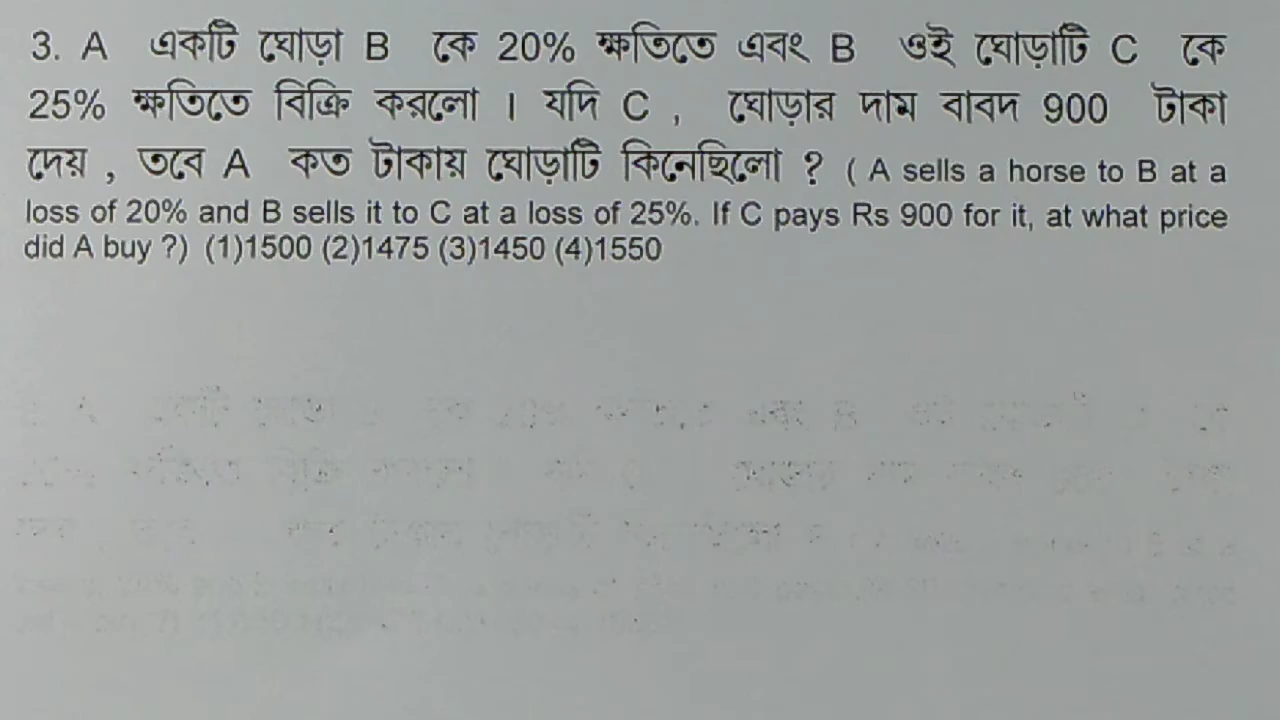 3. A একটি ঘোড়া B কে 20% ক্ষতিতে এবং B ওই ঘোড়াটি C কে
25% ক্ষতিতে বিক্রি করলো । যদি C , ঘোড়ার দাম বাবদ 900 টাকা
দেয় , তবে A কত টাকায় ঘোড়াটি কিনেছিলো ? ( A sells a horse to B at a
loss of 20% and B sells it to C at a loss of 25%. If C pays Rs 900 for it, at what price
did A buy ?) (1)1500 (2)1475 (3)1450 (4)1550